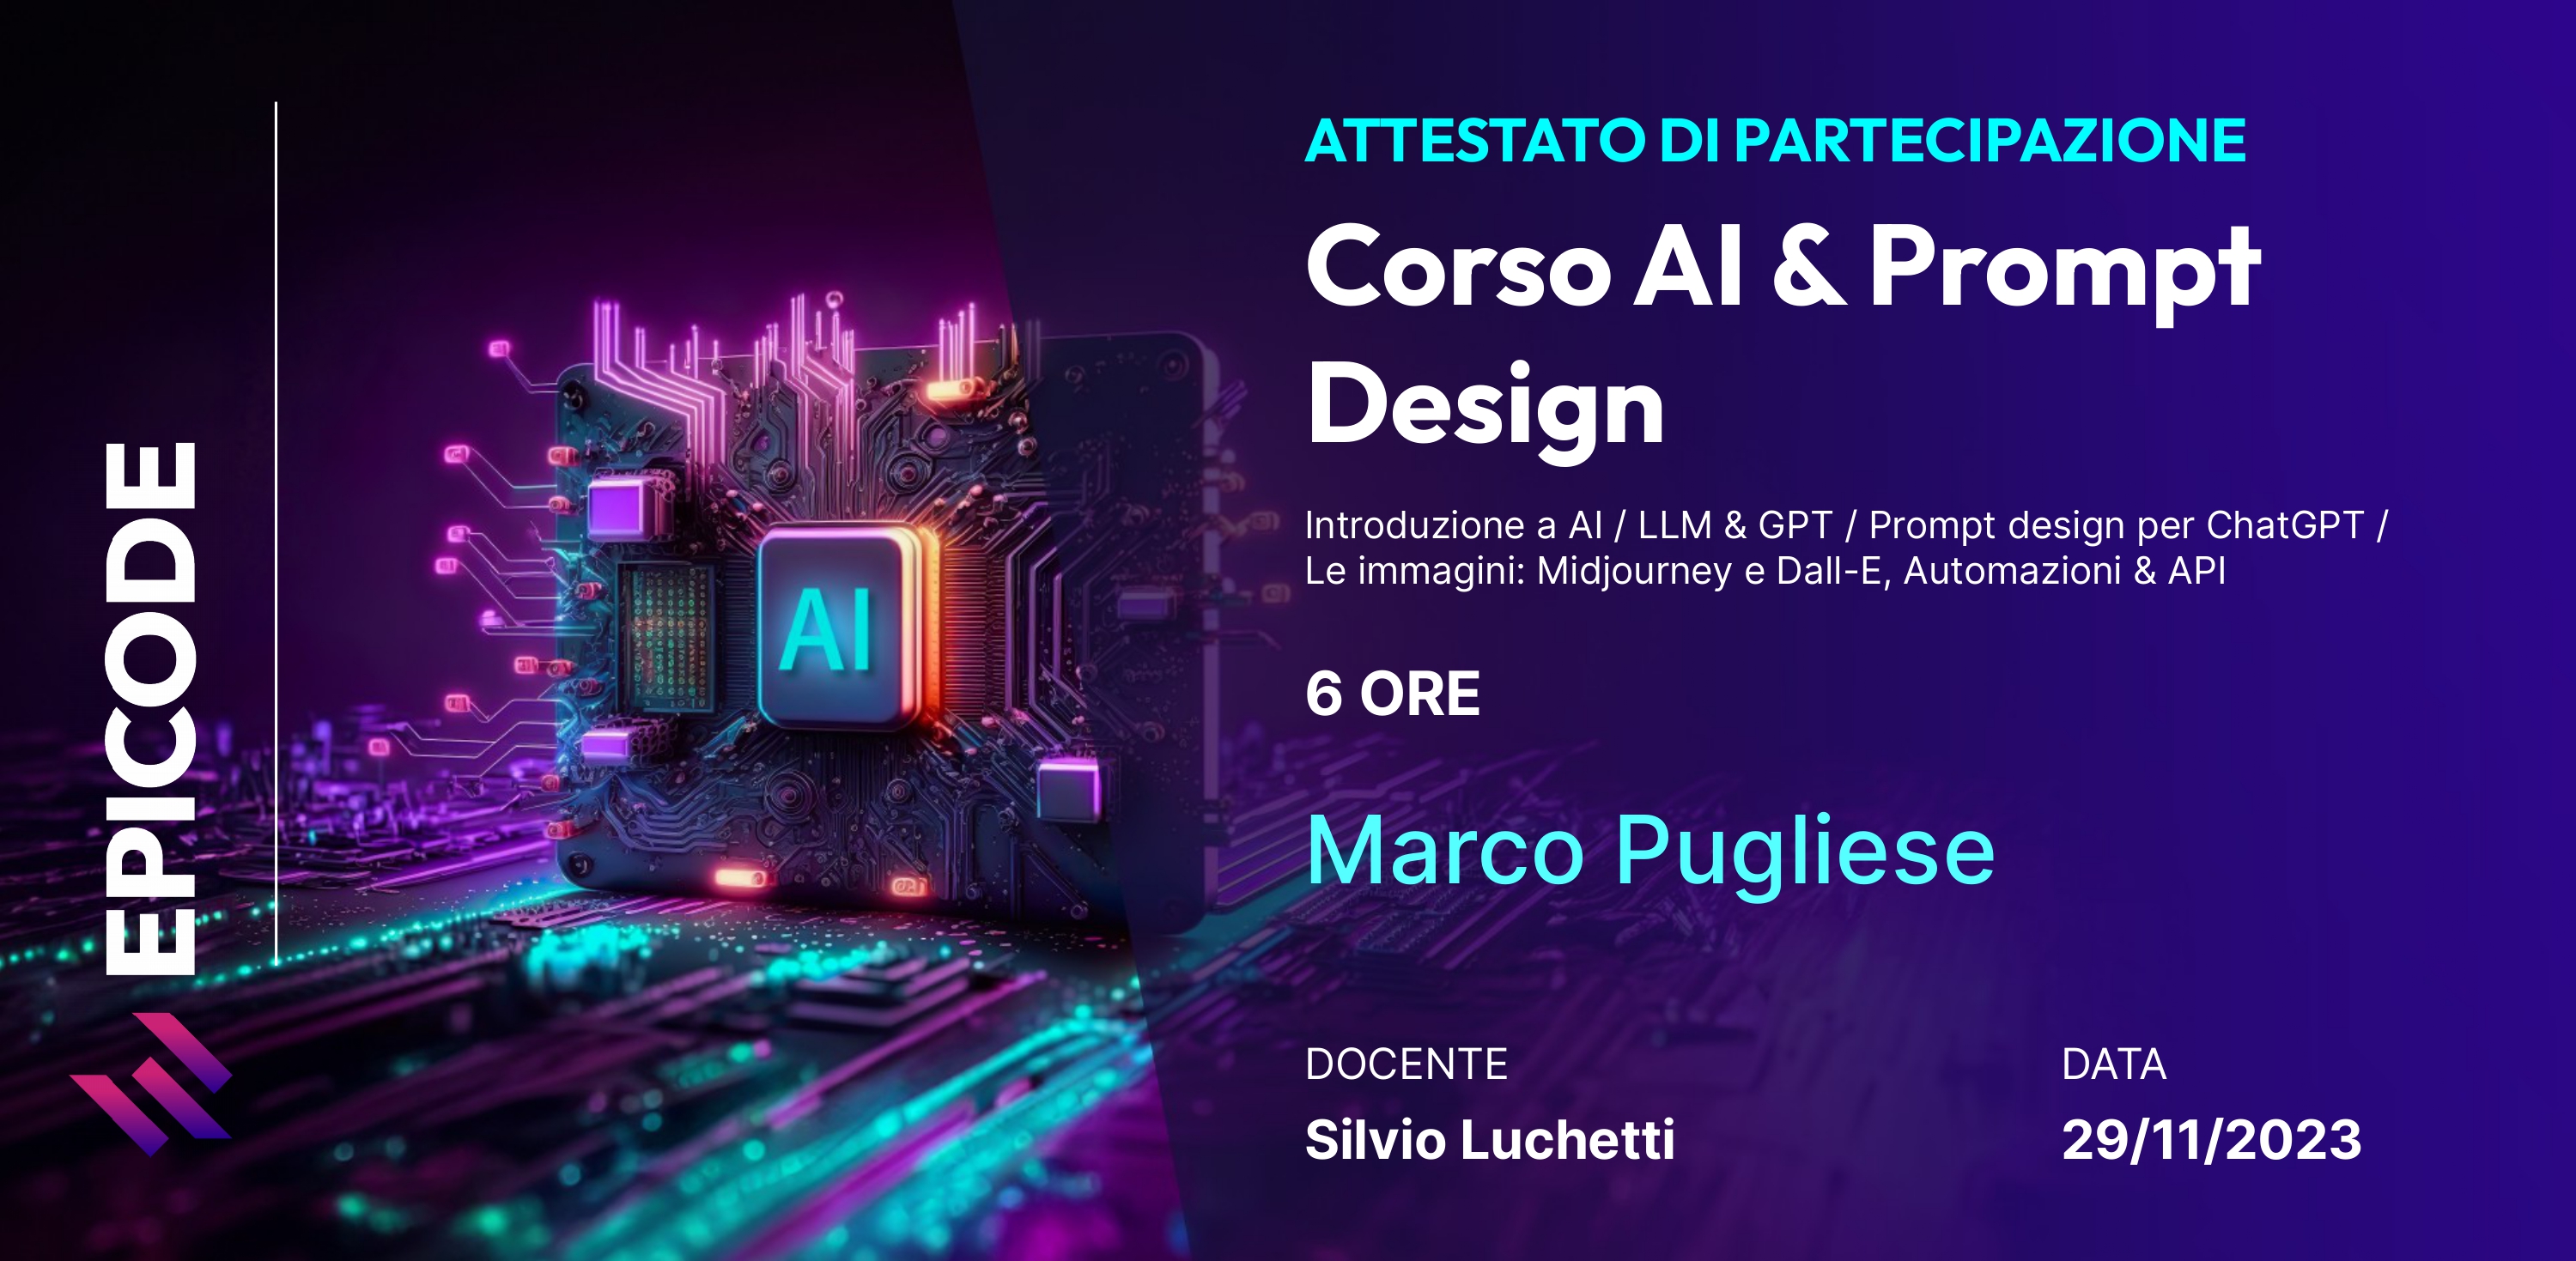 EPICODE
AI
ATTESTATO DI PARTECIPAZIONE
Corso AI & Prompt
Design
Introduzione a AI / LLM & GPT / Prompt design per ChatGPT /
Le immagini: Midjourney e Dall-E, Automazioni & API
6 ORE
Marco Pugliese
DOCENTE
Silvio Luchetti
DATA
29/11/2023